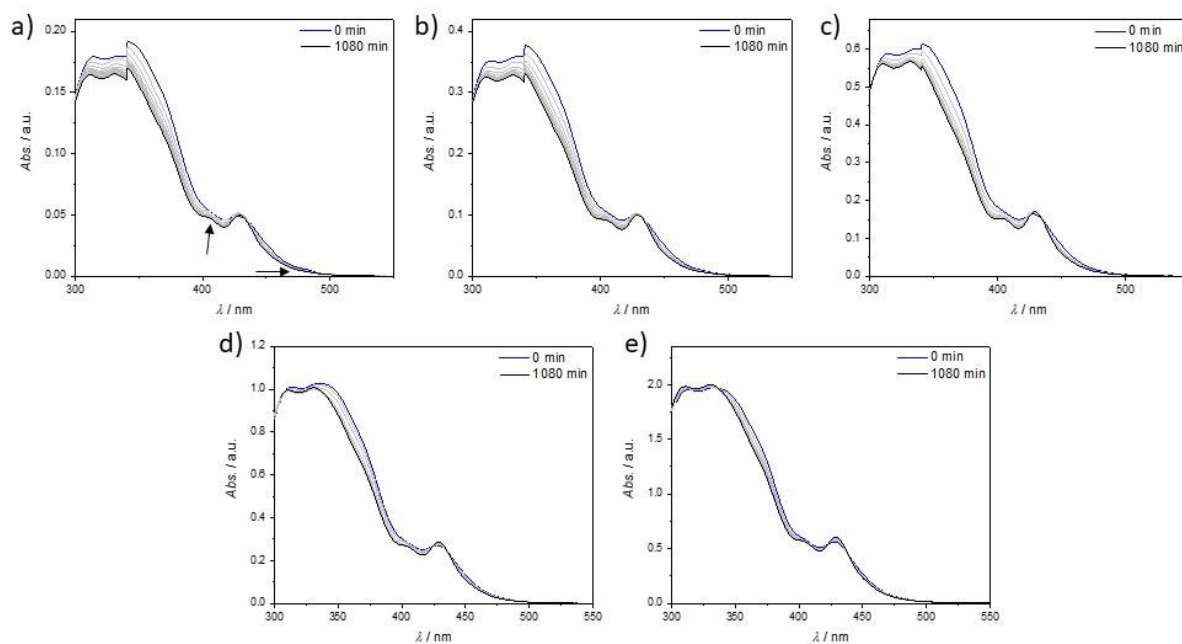 a)
0 min
1080 min
Abs. / a.u.
0.20
0.15
0.10
0.05
0.00
300 400 500
λ / nm
b)
0 min
1080 min
Abs. / a.u.
0.4
0.3
0.2
0.1
0.0
300 400 500
λ / nm
c)
0 min
1080 min
Abs. / a.u.
0.6
0.5
0.4
0.3
0.2
0.1
0.0
300 400 500
λ / nm
d)
0 min
1080 min
Abs. / a.u.
1.2
1.0
0.8
0.6
0.4
0.2
0.0
300 350 400 450 500 550
λ / nm
e)
0 min
1080 min
Abs. / a.u.
2.0
1.5
1.0
0.5
0.0
300 350 400 450 500 550
λ / nm